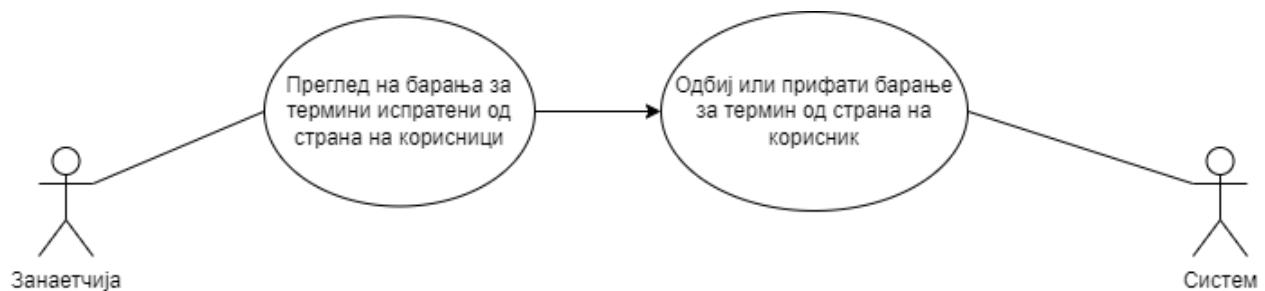 Преглед на барања за
термини испратени од
страна на корисници
Одбиј или прифати барање
за термин од страна на
корисник
Занаетчија
Систем